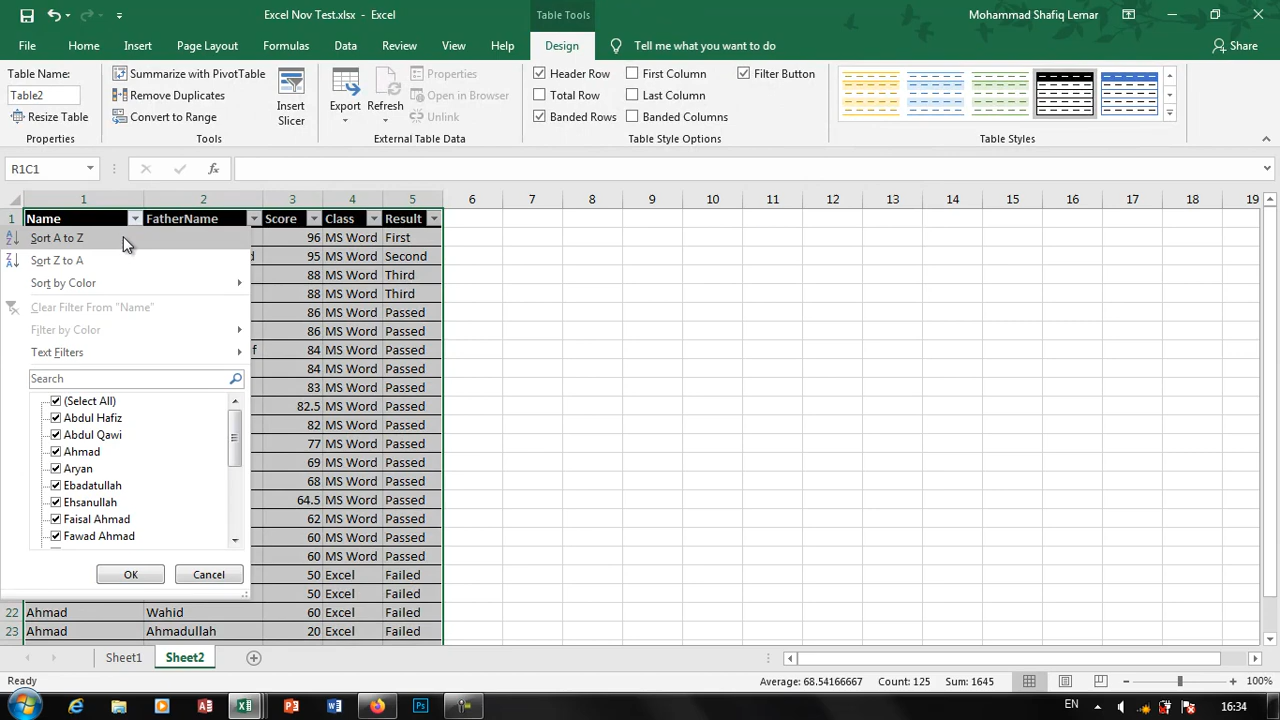 Excel Nov Test.xlsx - Excel
Table Tools
Mohammad Shafiq Lemar
File Home Insert Page Layout Formulas Data Review View Help Design Tell me what you want to do Share
Table Name:
Table2
Resize Table
Properties
Summarize with PivotTable
Remove Duplicates
Convert to Range
Tools
Insert Slicer
Export
Refresh
Properties
Open in Browser
Unlink
External Table Data
Header Row
Total Row
Banded Rows
First Column
Last Column
Banded Columns
Filter Button
Table Style Options
Table Styles
R1C1
fx
1 2 3 4 5 6 7 8 9 10 11 12 13 14 15 16 17 18 19
1 Name FatherName Score Class Result
Sort A to Z
Sort Z to A
Sort by Color
Clear Filter From "Name"
Filter by Color
Text Filters
Search
(Select All)
Abdul Hafiz
Abdul Qawi
Ahmad
Aryan
Ebadatullah
Ehsanullah
Faisal Ahmad
Fawad Ahmad
OK Cancel
96 MS Word First
d 95 MS Word Second
88 MS Word Third
88 MS Word Third
86 MS Word Passed
86 MS Word Passed
f 84 MS Word Passed
84 MS Word Passed
83 MS Word Passed
82.5 MS Word Passed
82 MS Word Passed
77 MS Word Passed
69 MS Word Passed
68 MS Word Passed
64.5 MS Word Passed
62 MS Word Passed
60 MS Word Passed
60 MS Word Passed
50 Excel Failed
50 Excel Failed
22 Ahmad Wahid 60 Excel Failed
23 Ahmad Ahmadullah 20 Excel Failed
Sheet1 Sheet2
Ready Average: 68.54166667 Count: 125 Sum: 1645 100%
EN 16:34